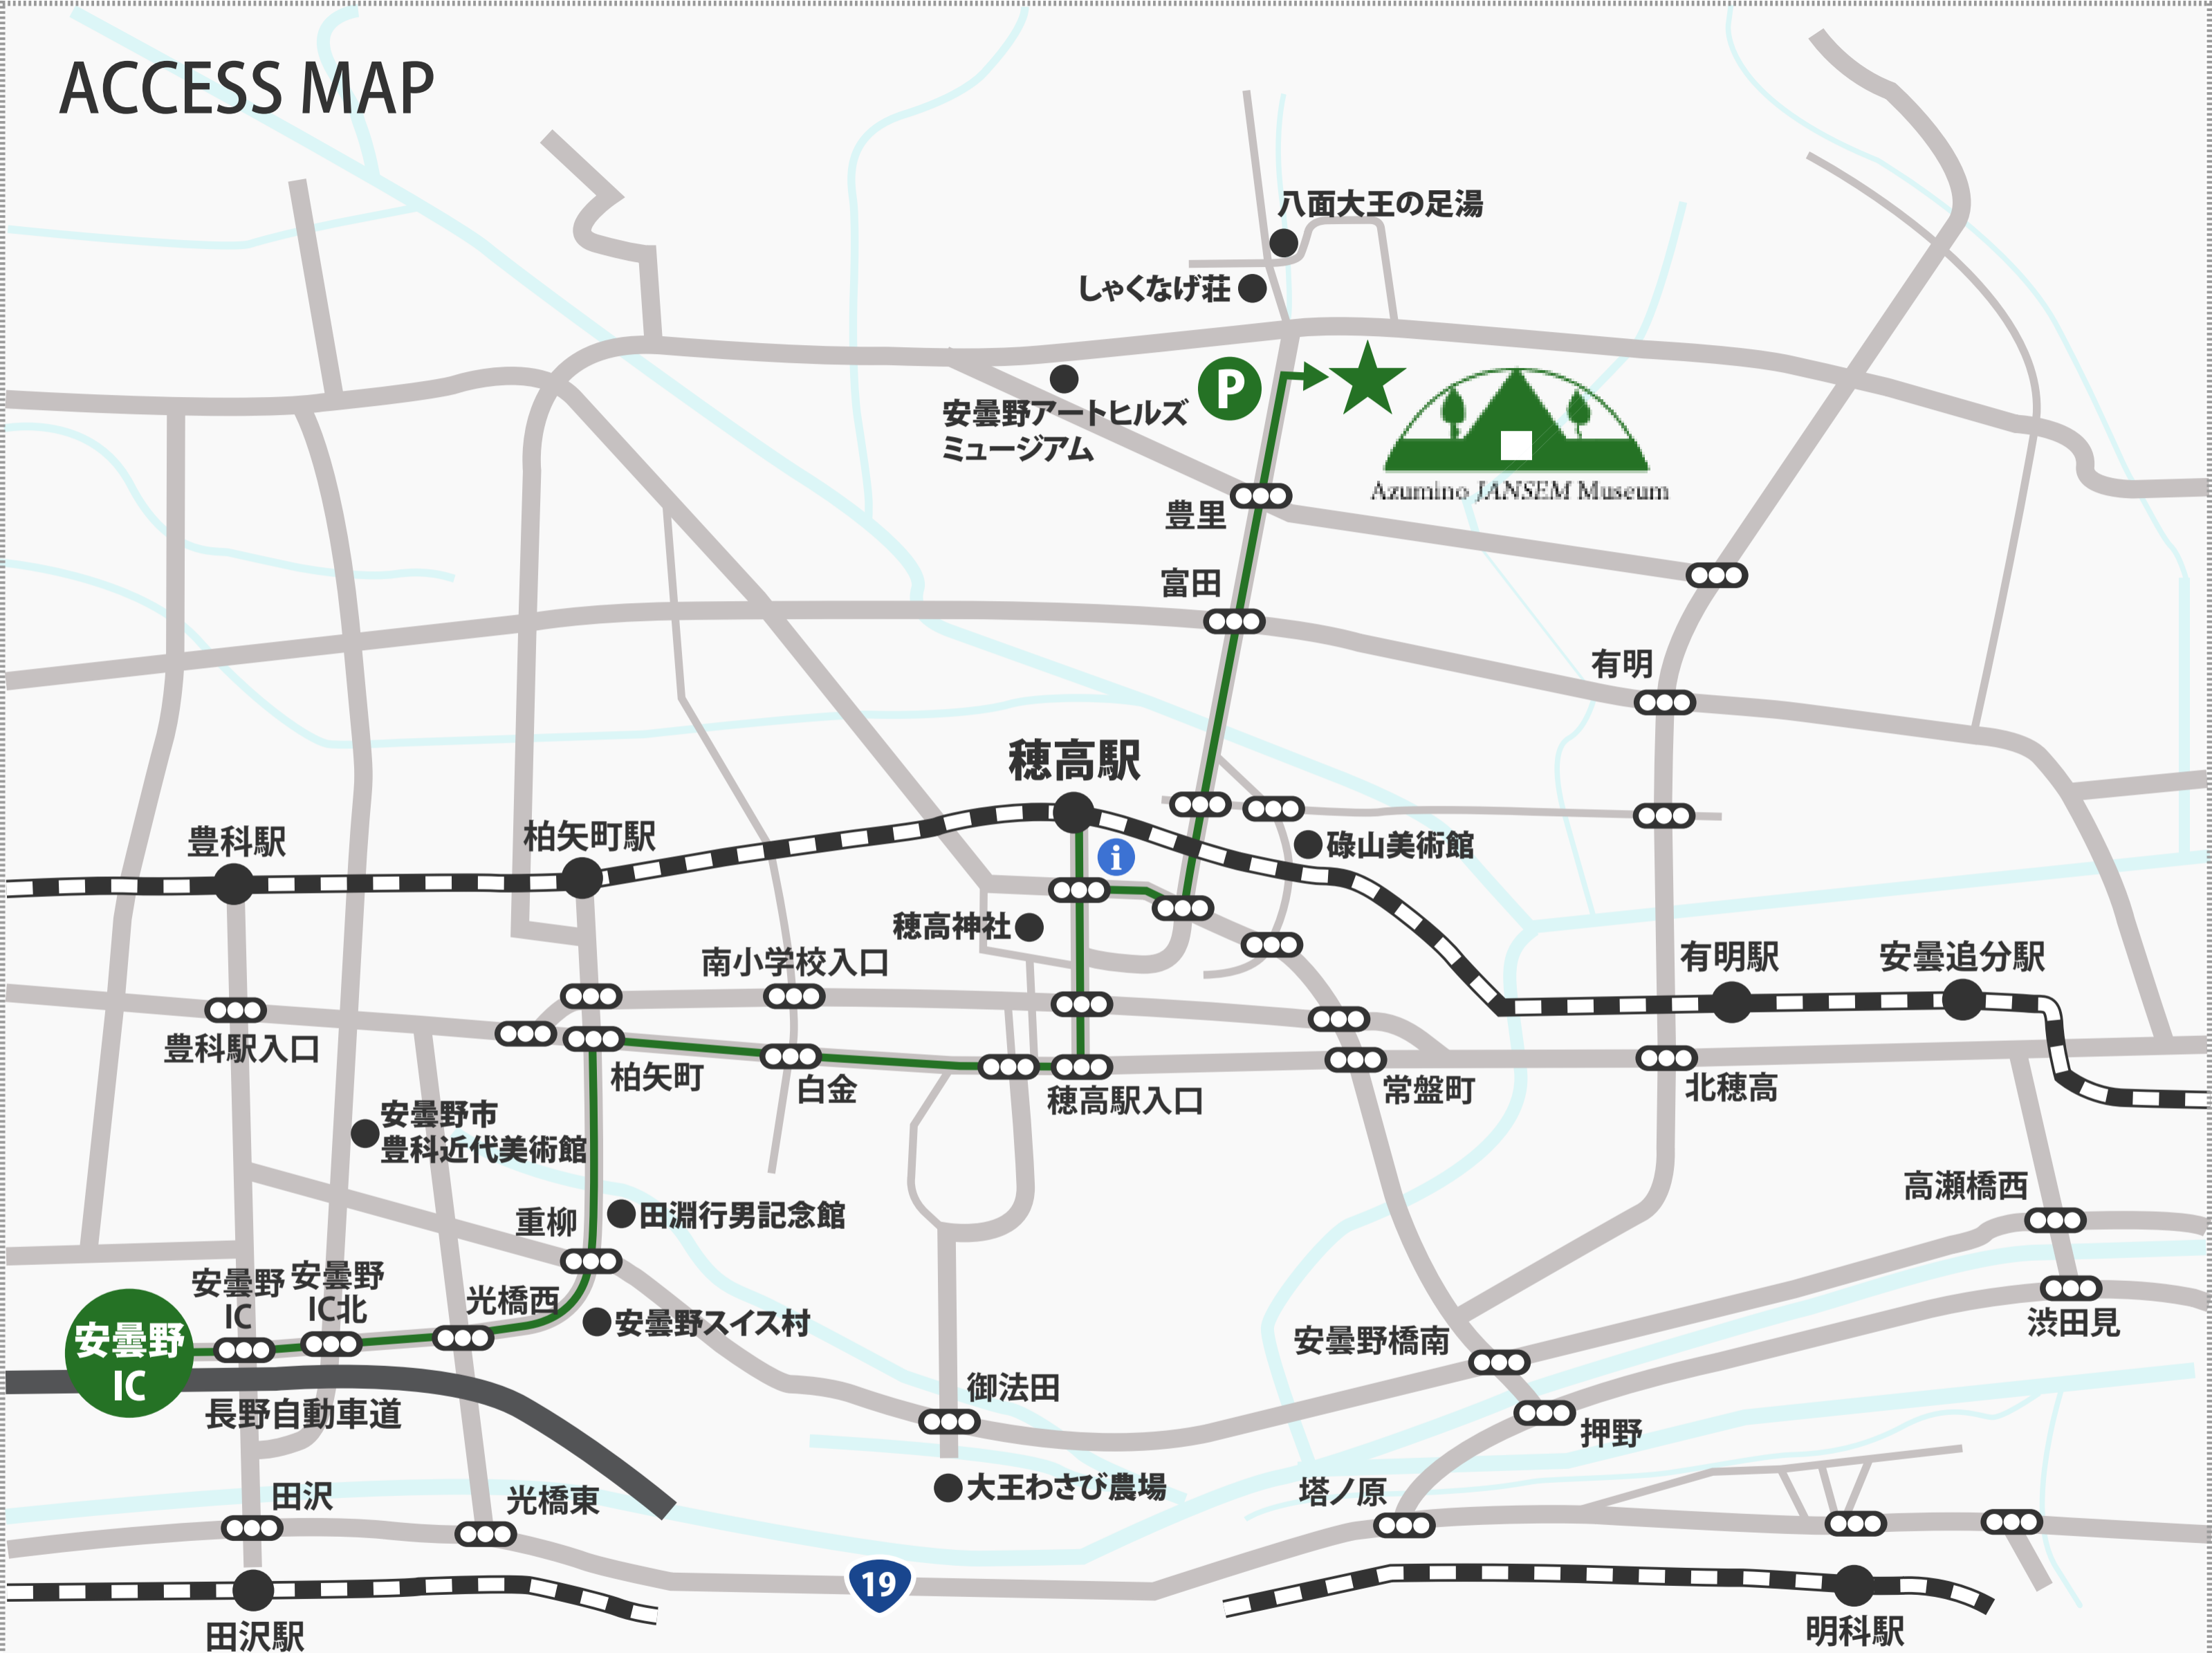 ACCESS MAP
八面大王の足湯
しゃくなげ荘
P
安曇野アートヒルズ
ミュージアム
Azumino JANSEM Museum
豊里
富田
有明
穂高駅
豊科駅
柏矢町駅
i
碌山美術館
穂高神社
南小学校入口
有明駅
安曇追分駅
豊科駅入口
柏矢町
白金
穂高駅入口
常盤町
北穂高
安曇野市
豊科近代美術館
田淵行男記念館
高瀬橋西
重柳
安曇野
IC
安曇野
IC北
光橋西
安曇野スイス村
安曇野
IC
安曇野橋南
渋田見
長野自動車道
御法田
押野
田沢
光橋東
大王わさび農場
塔ノ原
19
田沢駅
明科駅